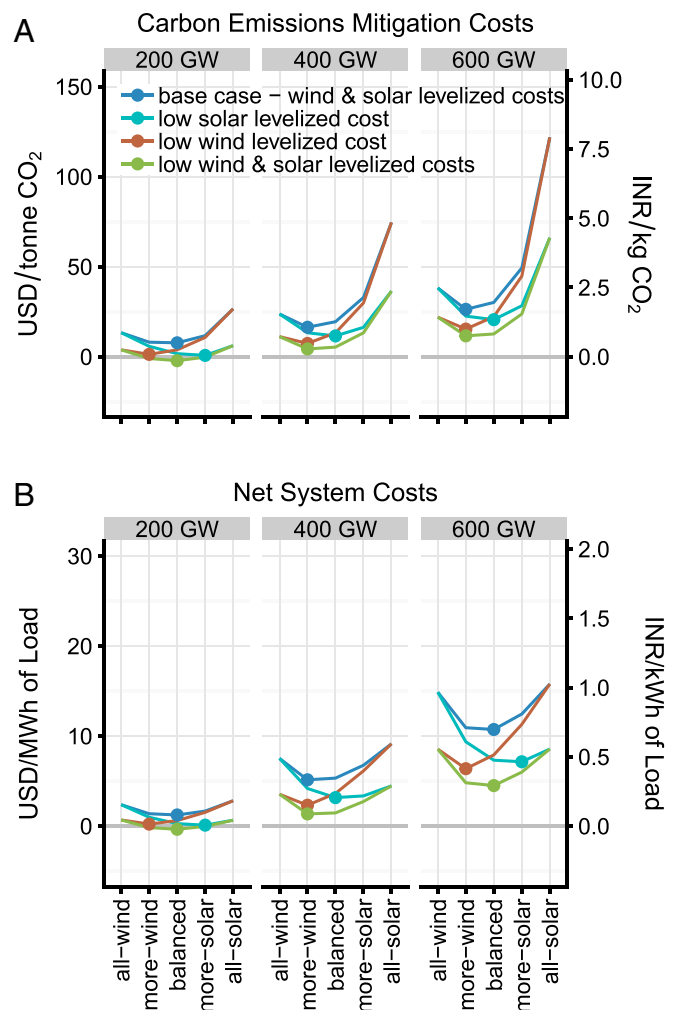 A
Carbon Emissions Mitigation Costs
200 GW 400 GW 600 GW
base case − wind & solar levelized costs
low solar levelized cost
low wind levelized cost
low wind & solar levelized costs
USD/tonne CO2
150
100
50
0
10.0
7.5
5.0
2.5
0.0
INR/kg CO2
B
Net System Costs
200 GW 400 GW 600 GW
USD/MWh of Load
30
20
10
0
2.0
1.5
1.0
0.5
0.0
INR/kWh of Load
all−wind more−wind balanced more−solar all−solar all−wind more−wind balanced more−solar all−solar all−wind more−wind balanced more−solar all−solar